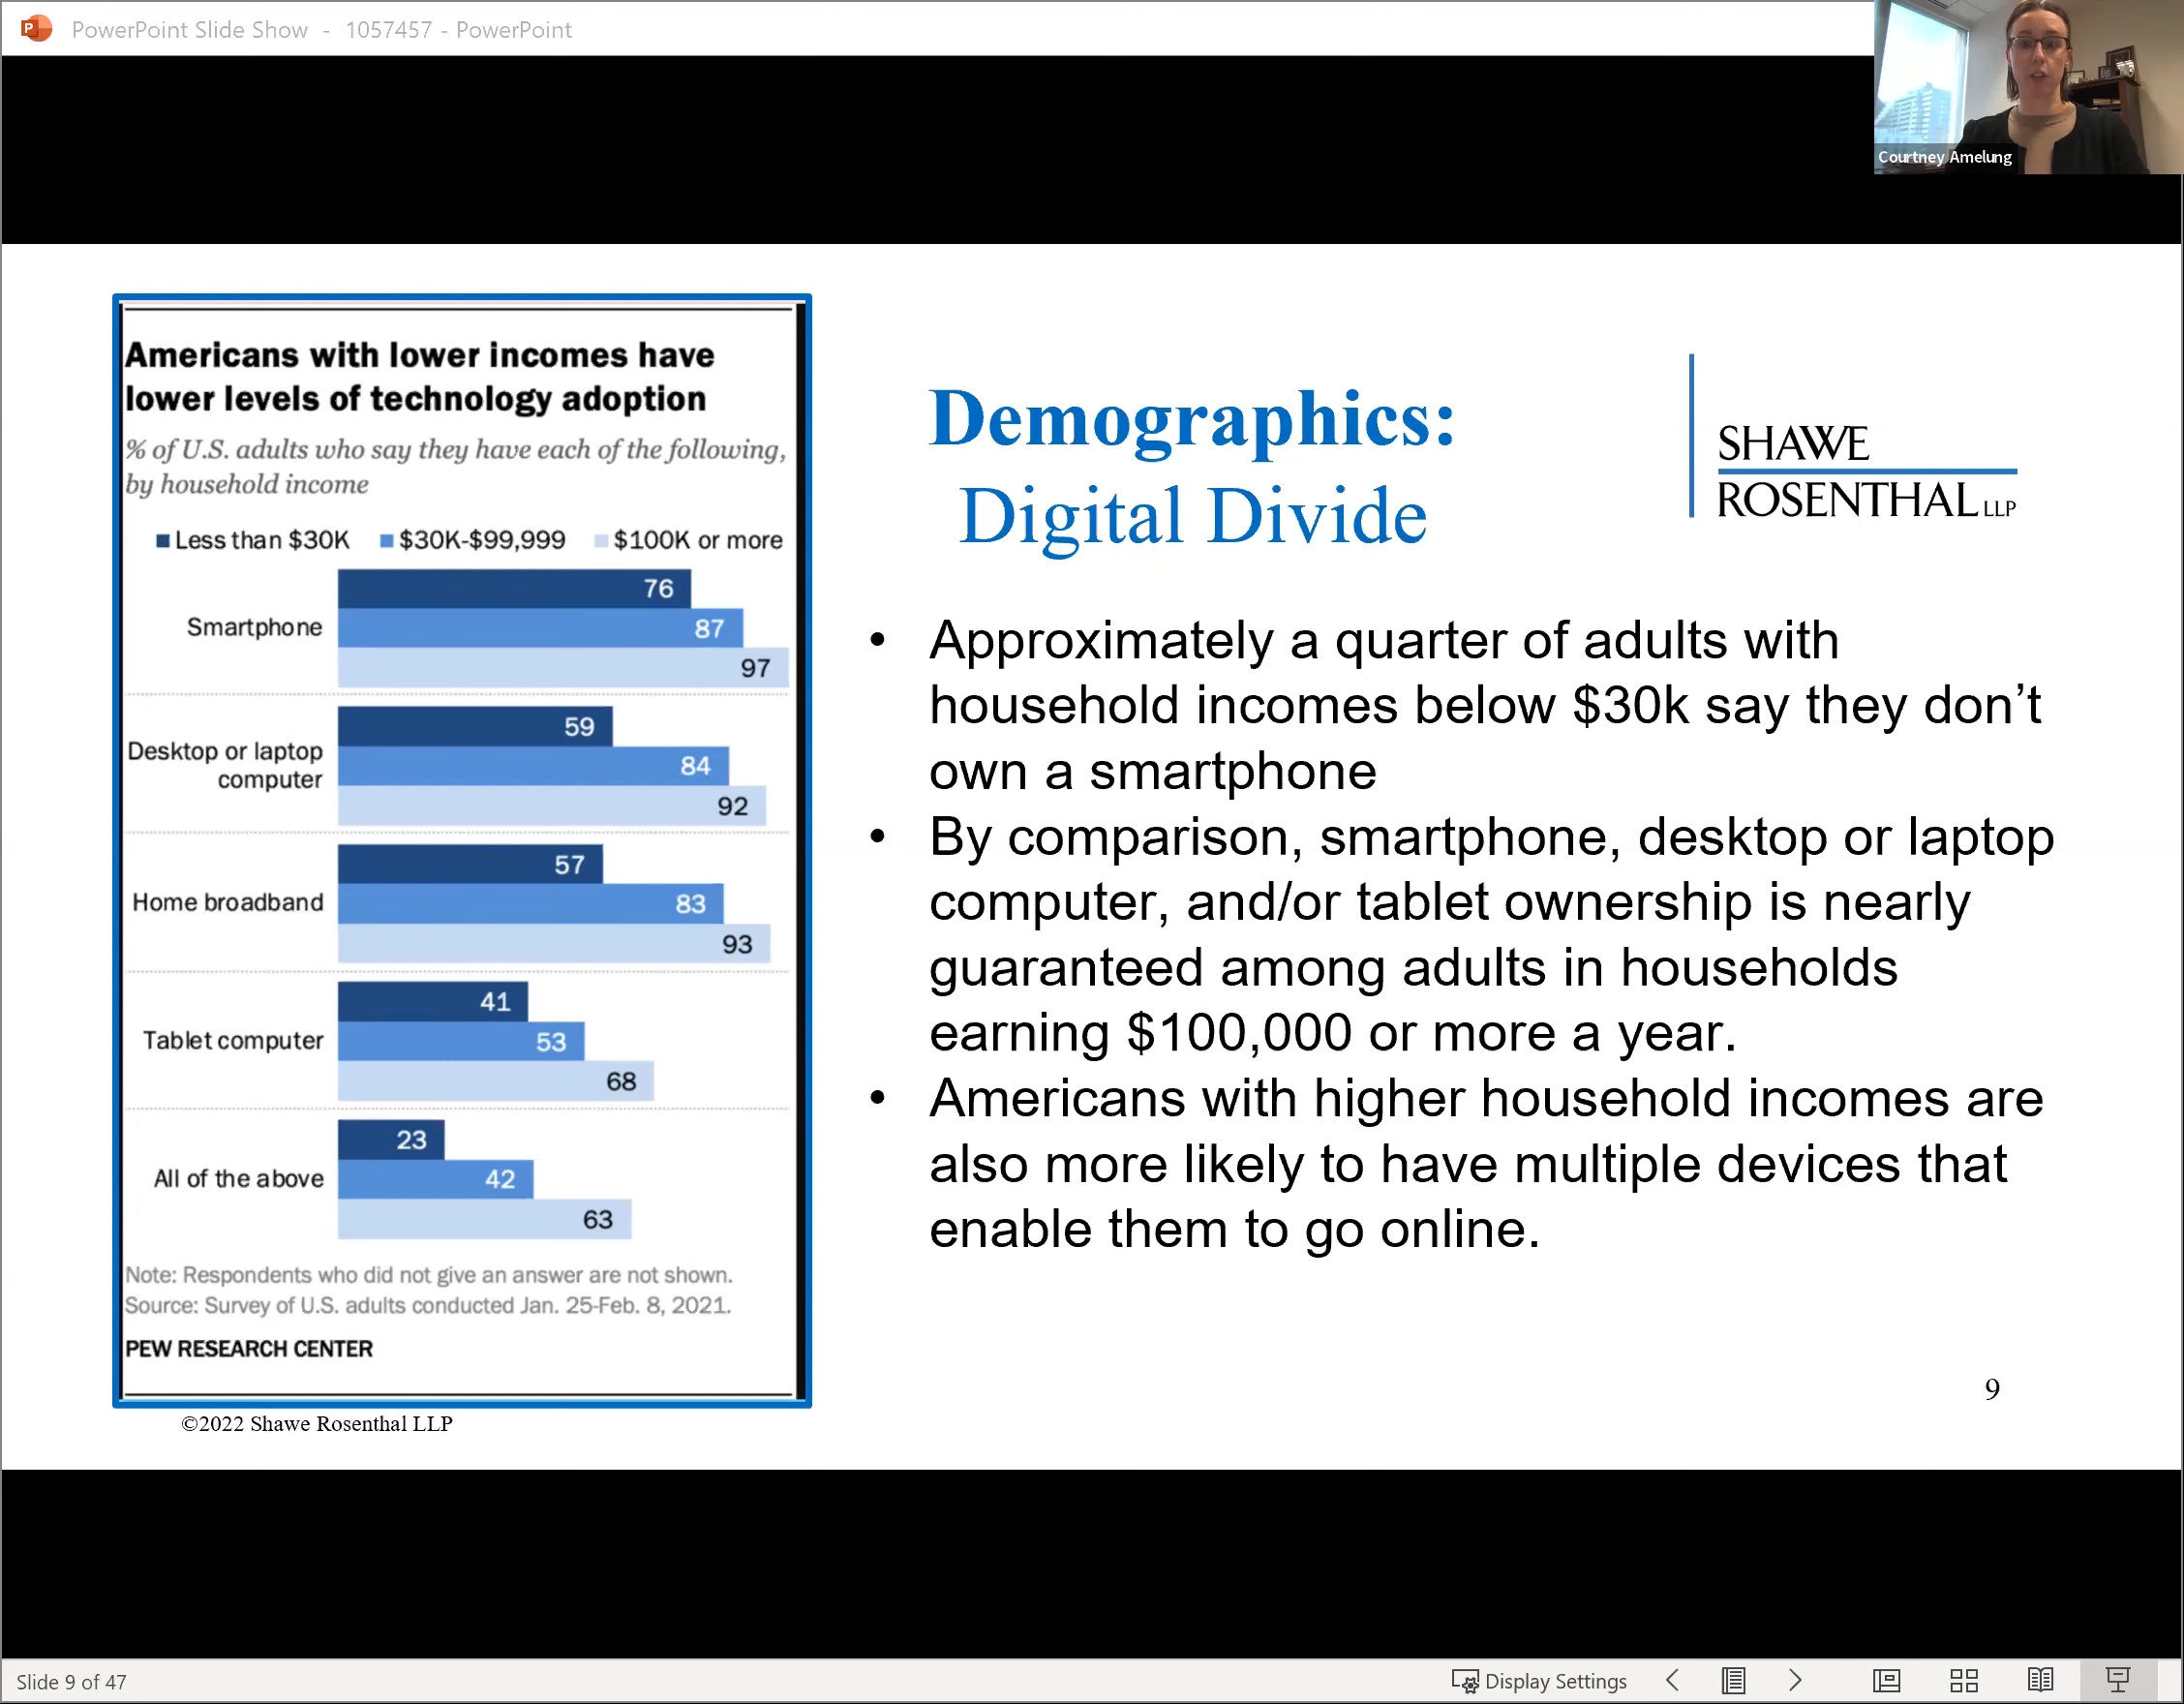 PowerPoint Slide Show - 1057457 - PowerPoint
Courtney Amelung
Americans with lower incomes have
lower levels of technology adoption
% of U.S. adults who say they have each of the following,
by household income
Less than $30K $30K-$99,999 $100K or more
76
Smartphone 87
97
59
Desktop or laptop
computer
84
92
57
Home broadband 83
93
41
Tablet computer 53
68
23
All of the above 42
63
Note: Respondents who did not give an answer are not shown.
Source: Survey of U.S. adults conducted Jan. 25-Feb. 8, 2021.
PEW RESEARCH CENTER
©2022 Shawe Rosenthal LLP
Demographics:
Digital Divide
SHAWE
ROSENTHAL LLP
• Approximately a quarter of adults with
household incomes below $30k say they don’t
own a smartphone
• By comparison, smartphone, desktop or laptop
computer, and/or tablet ownership is nearly
guaranteed among adults in households
earning $100,000 or more a year.
• Americans with higher household incomes are
also more likely to have multiple devices that
enable them to go online.
9
Slide 9 of 47
Display Settings